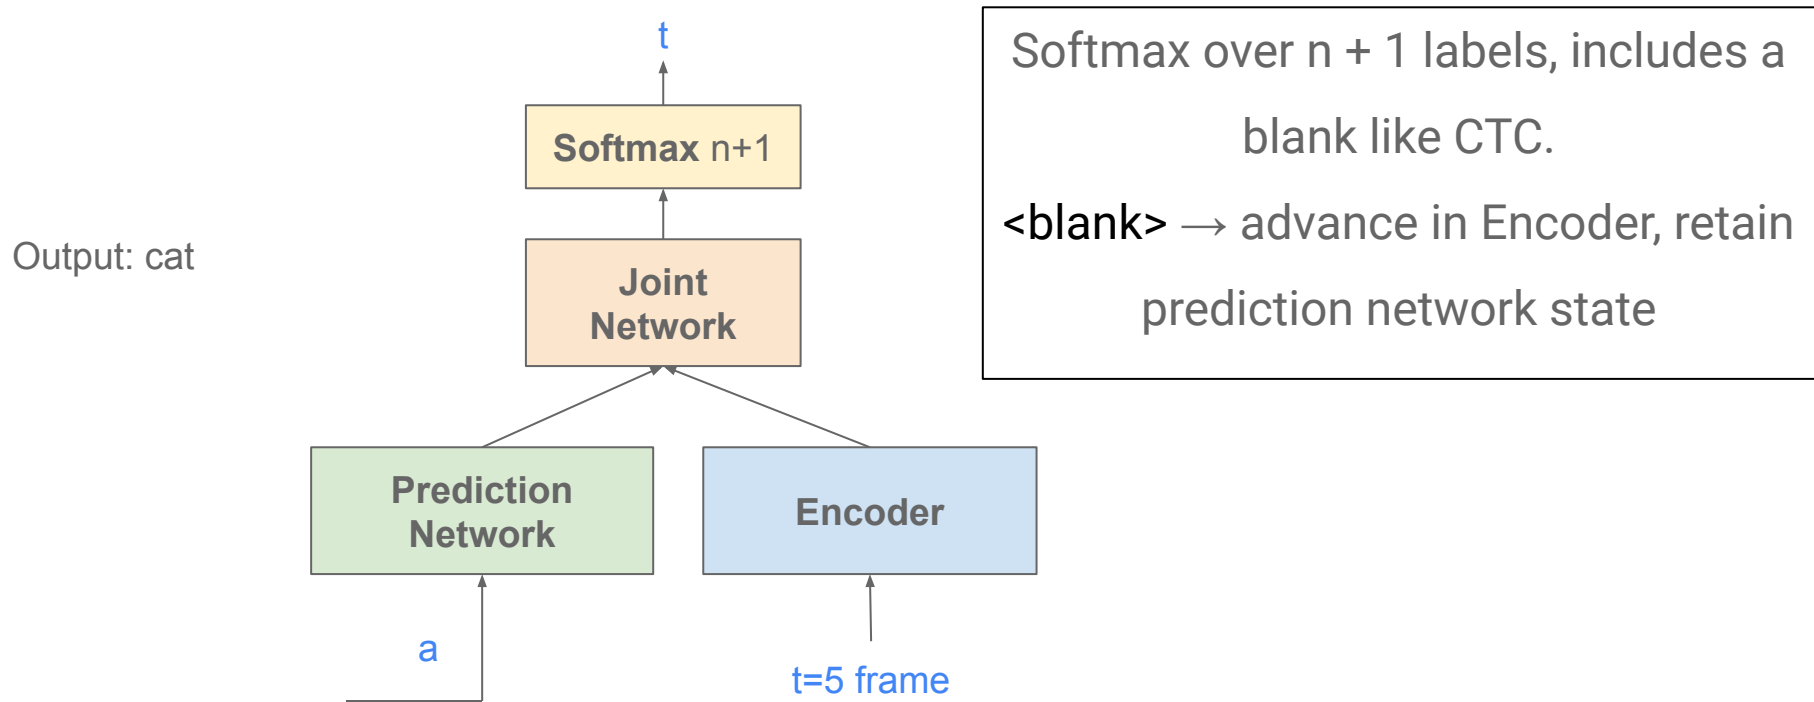 t
Softmax n+1
Output: cat
Joint
Network
Prediction
Network
Encoder
a
t=5 frame
Softmax over n + 1 labels, includes a
blank like CTC.
<blank> → advance in Encoder, retain
prediction network state